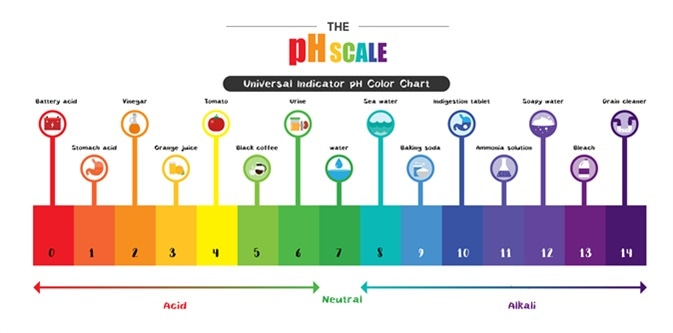 THE
pH SCALE
Universal Indicator pH Color Chart
Battery acid
Vinegar
Tomato
Urine
Sea water
Indigestion tablet
Soapy water
Drain cleaner
Stomach acid
Orange juice
Black coffee
water
Baking soda
Ammonia solution
Bleach
0 1 2 3 4 5 6 7 8 9 10 11 12 13 14
Acid
Neutral
Alkali